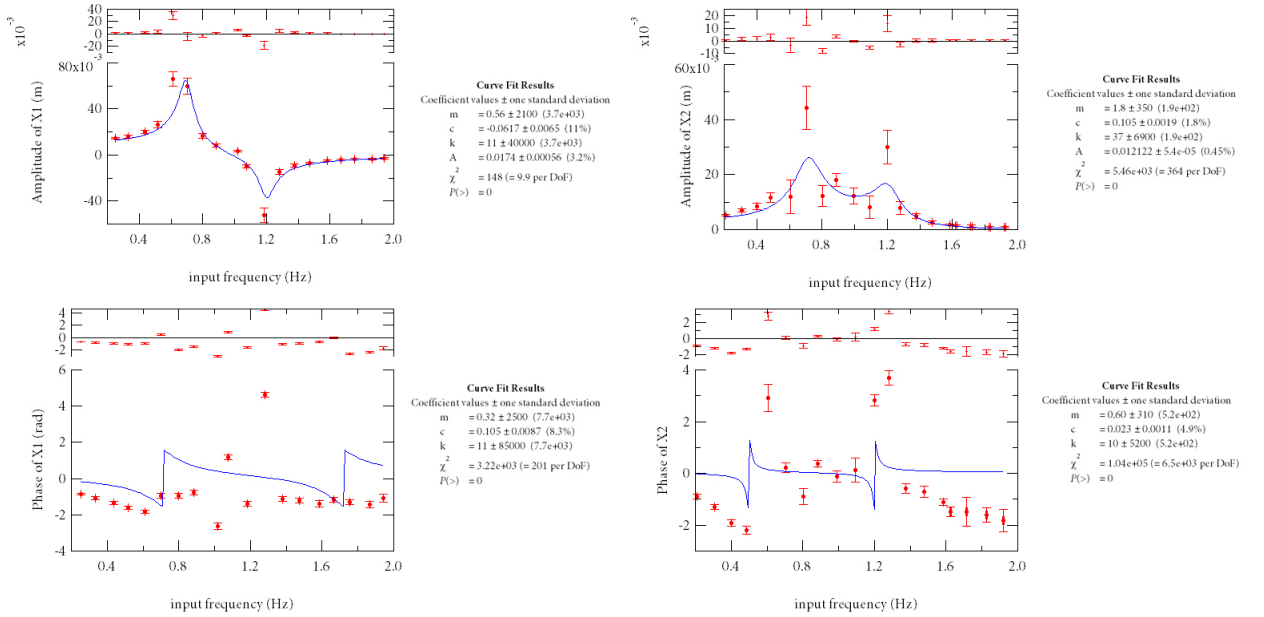 x10
-3
40
20
0
-20
-3
80x10
40
0
-40
Amplitude of X1 (m)
0.4 0.8 1.2 1.6 2.0
input frequency (Hz)
Curve Fit Results
Coefficient values ± one standard deviation
m = 0.56 ± 2100 (3.7e+03)
c = -0.0617 ± 0.0065 (11%)
k = 11 ± 40000 (3.7e+03)
A = 0.0174 ± 0.00056 (3.2%)
χ2 = 148 (= 9.9 per DoF)
P(>) = 0
x10
-3
20
10
0
-10
-3
60x10
40
20
0
Amplitude of X2 (m)
0.4 0.8 1.2 1.6 2.0
input frequency (Hz)
Curve Fit Results
Coefficient values ± one standard deviation
m = 1.8 ± 350 (1.9e+02)
c = 0.105 ± 0.0019 (1.8%)
k = 37 ± 6900 (1.9e+02)
A = 0.012122 ± 5.4e-05 (0.45%)
χ2 = 5.46e+03 (= 364 per DoF)
P(>) = 0
4
2
0
-2
6
4
2
0
-2
-4
Phase of X1 (rad)
0.4 0.8 1.2 1.6 2.0
input frequency (Hz)
Curve Fit Results
Coefficient values ± one standard deviation
m = 0.32 ± 2500 (7.7e+03)
c = 0.105 ± 0.0087 (8.3%)
k = 11 ± 85000 (7.7e+03)
χ2 = 3.22e+03 (= 201 per DoF)
P(>) = 0
2
0
-2
4
2
0
-2
Phase of X2
0.4 0.8 1.2 1.6 2.0
input frequency (Hz)
Curve Fit Results
Coefficient values ± one standard deviation
m = 0.60 ± 310 (5.2e+02)
c = 0.023 ± 0.0011 (4.9%)
k = 10 ± 5200 (5.2e+02)
χ2 = 1.04e+05 (= 6.5e+03 per DoF)
P(>) = 0